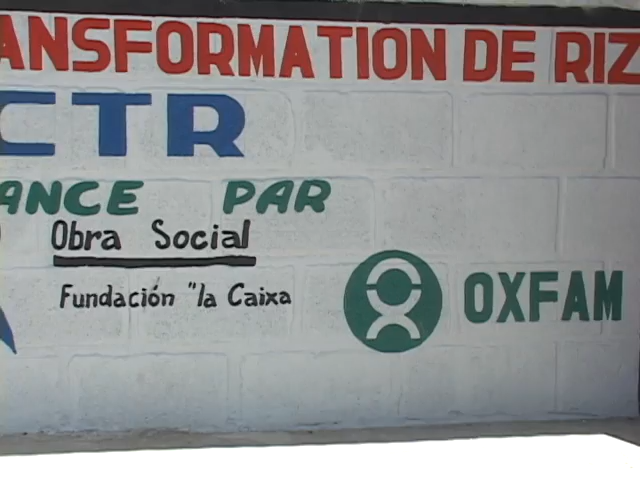 ANSFORMATION DE RIZ
CTR
ANCE PAR
Obra Social
Fundación "la Caixa
OXFAM